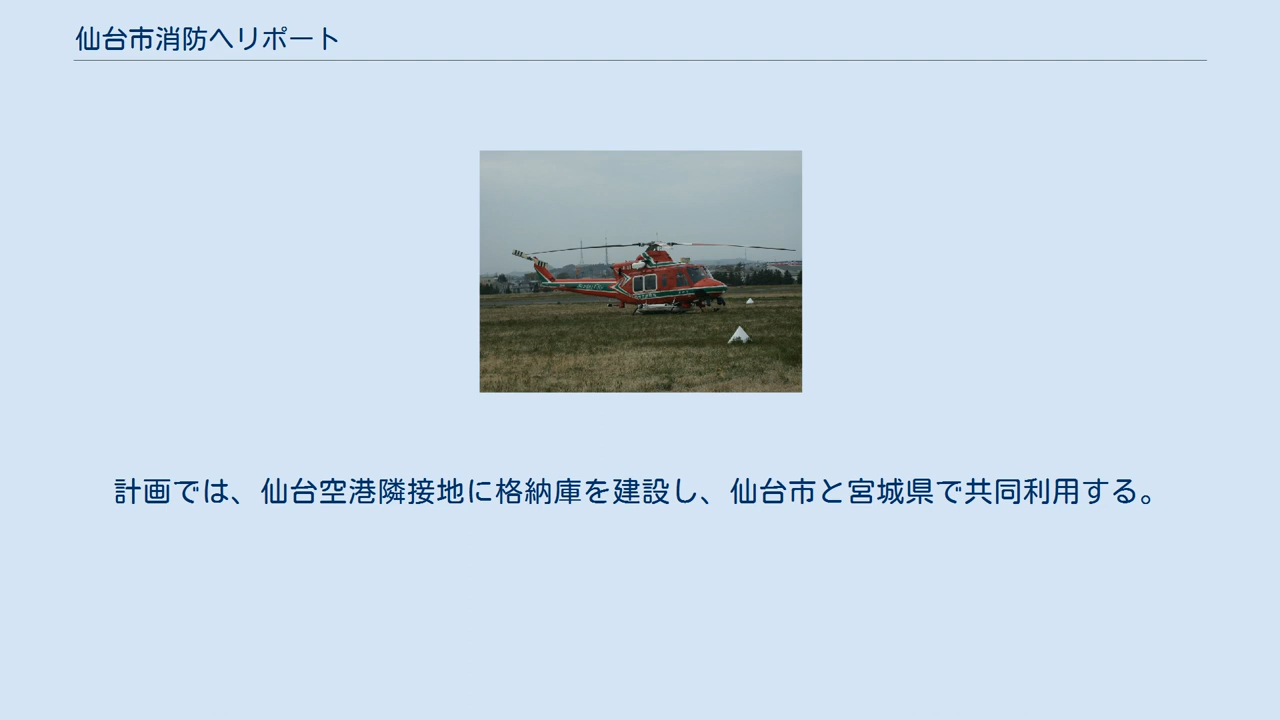 仙台市消防ヘリポート
計画では、仙台空港隣接地に格納庫を建設し、仙台市と宮城県で共同利用する。